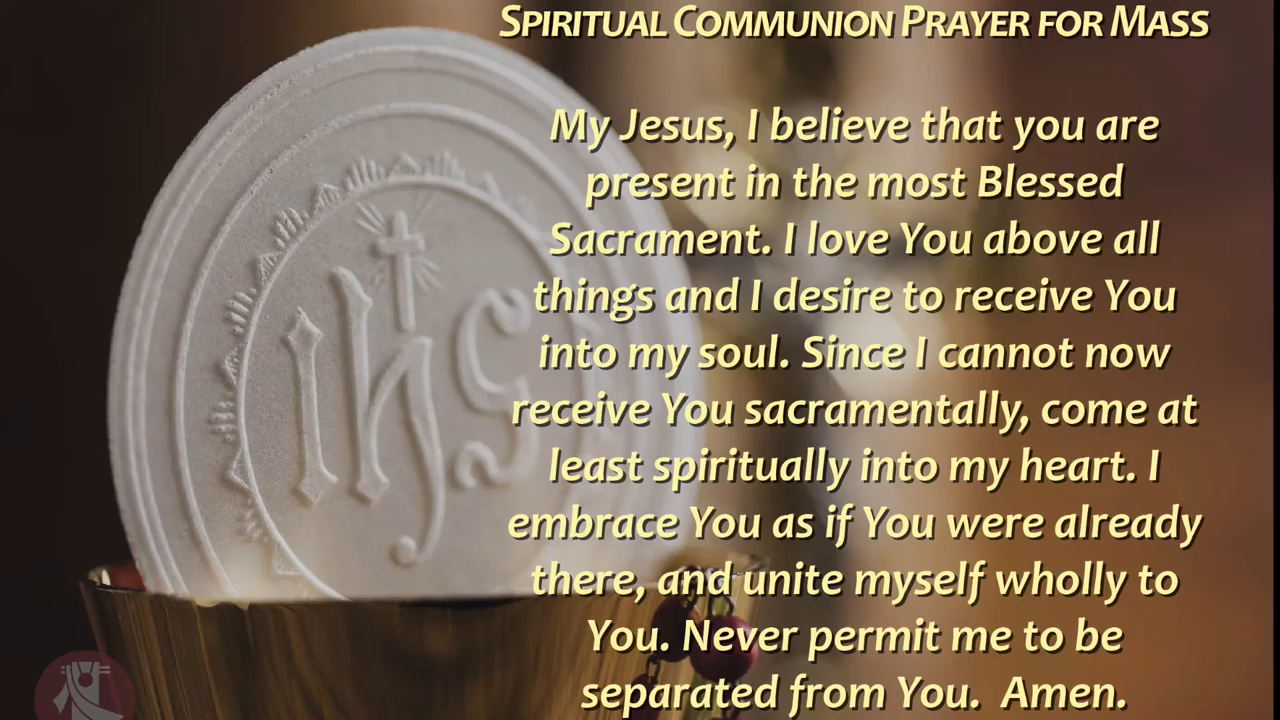 SPIRITUAL COMMUNION PRAYER FOR MASS
My Jesus, I believe that you are
present in the most Blessed
Sacrament. I love You above all
things and I desire to receive You
into my soul. Since I cannot now
receive You sacramentally, come at
least spiritually into my heart. I
embrace You as if You were already
there, and unite myself wholly to
You. Never permit me to be
separated from You.  Amen.
ihs